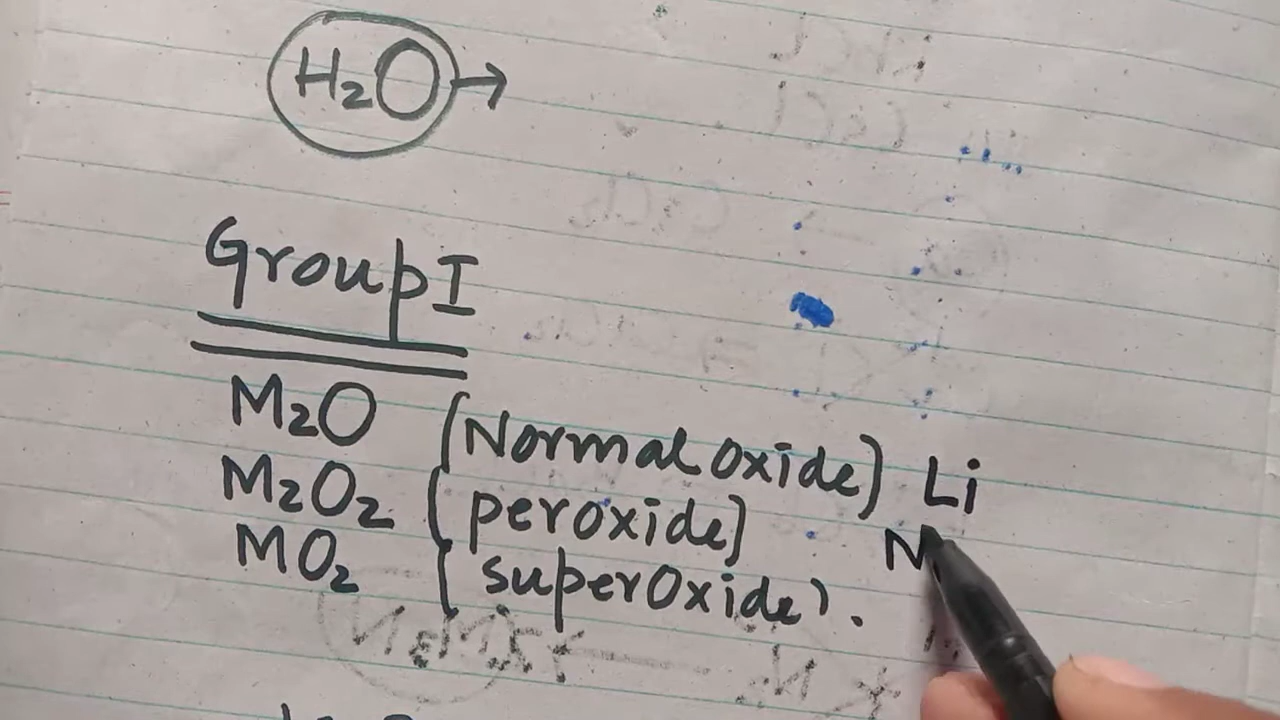 H₂O →
Group I
M₂O (Normal oxide) Li
M₂O₂ (peroxide) N
MO₂ (superOxide).